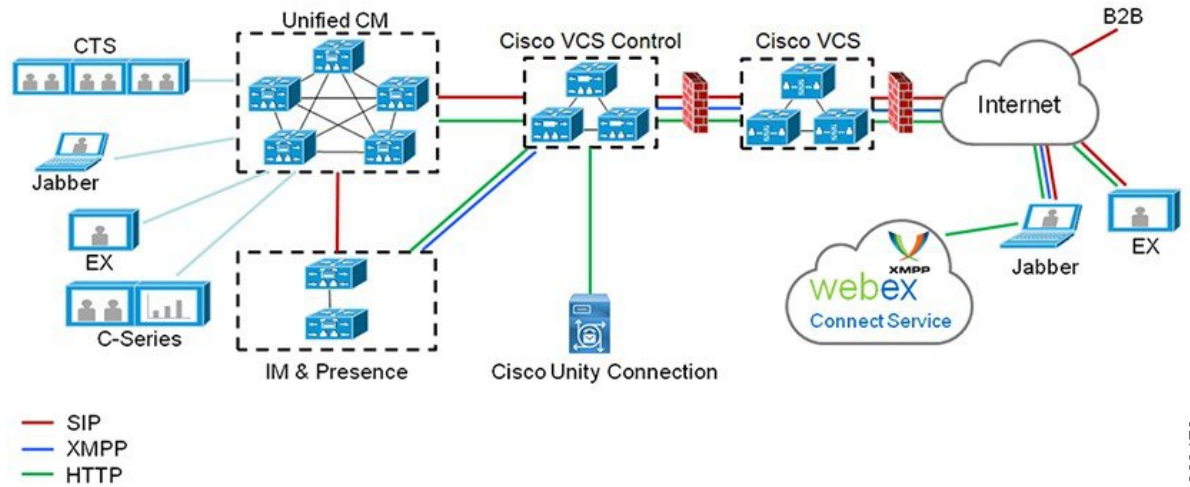 Unified CM
B2B
CTS
Cisco VCS Control
Cisco VCS
Internet
Jabber
EX
C-Series
IM & Presence
Cisco Unity Connection
XMPP
webex
Connect Service
Jabber
EX
SIP
XMPP
HTTP